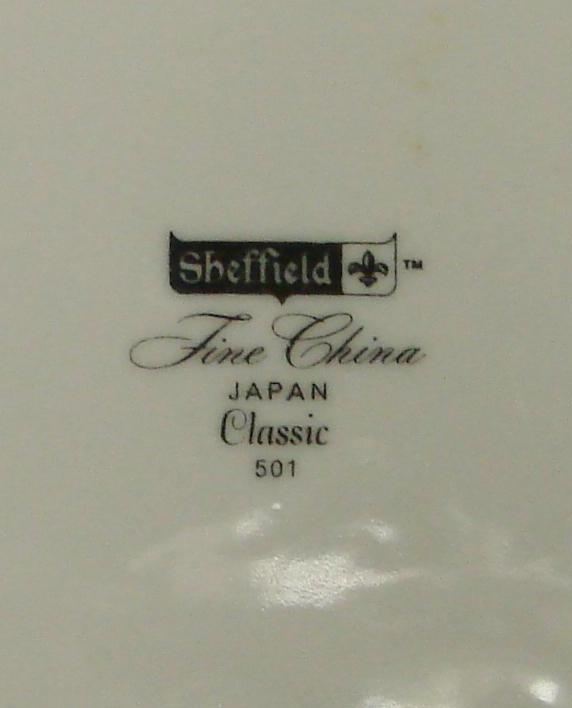 Sheffield ™
Fine China
JAPAN
Classic
501